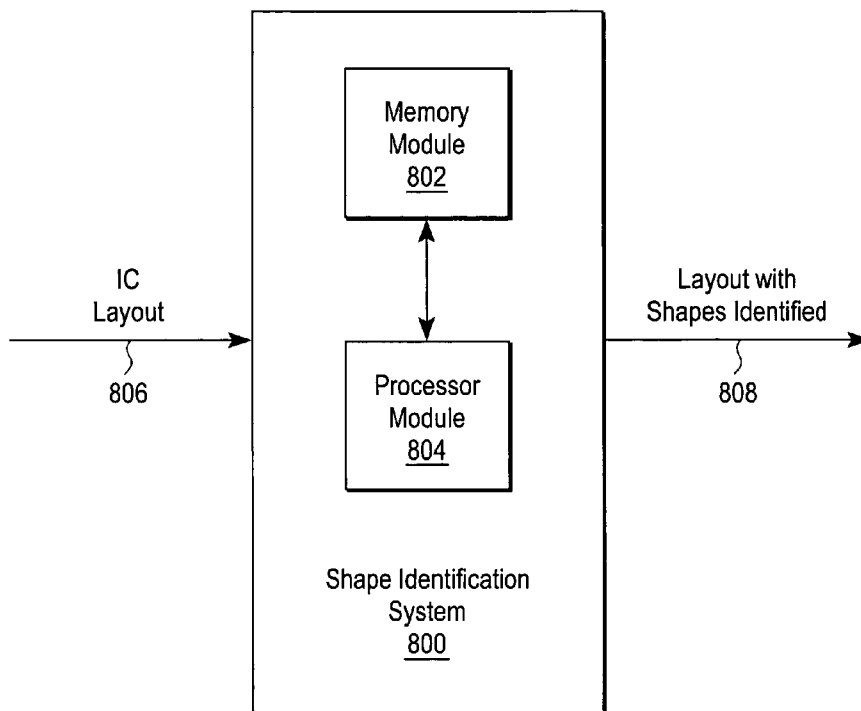 Memory
Module
802
IC
Layout
806
Layout with
Shapes Identified
808
Processor
Module
804
Shape Identification
System
800